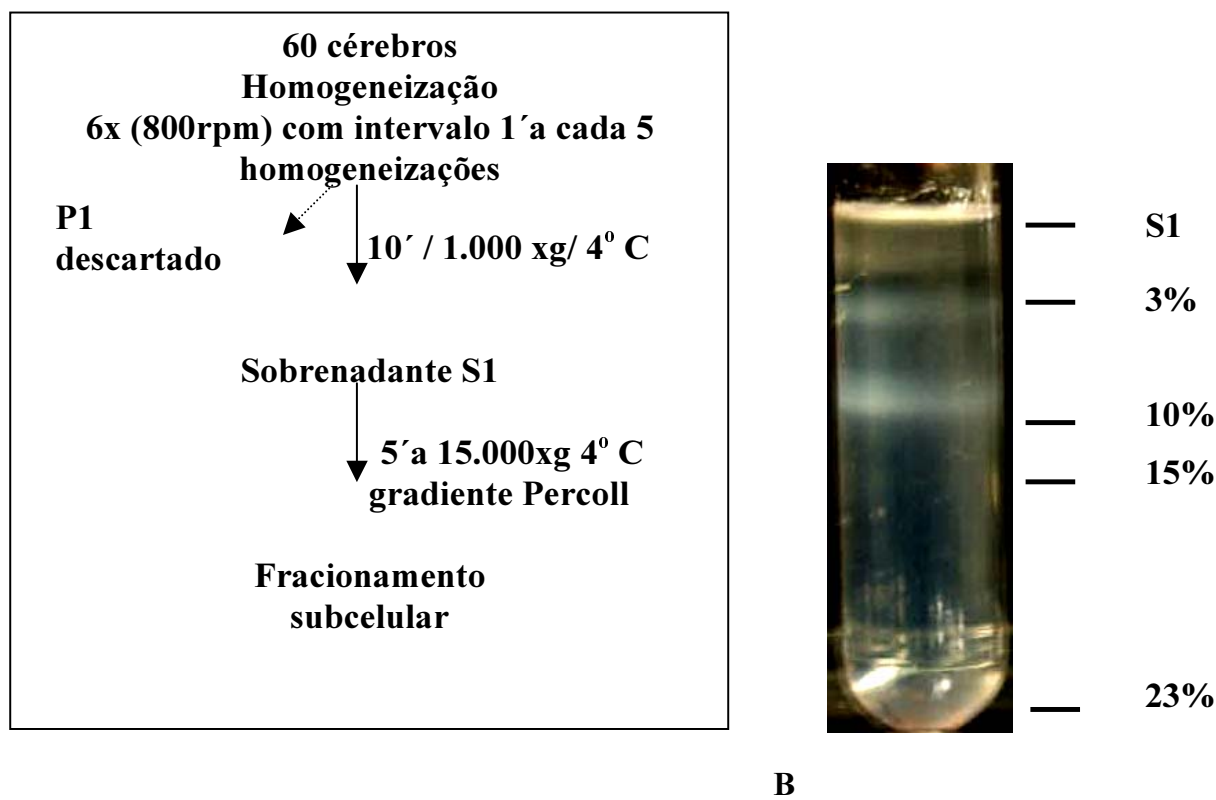 60 cérebros
Homogeneização
6x (800rpm) com intervalo 1´a cada 5
homogeneizações
P1
descartado
10´ / 1.000 xg/ 4º C
Sobrenadante S1
5´a 15.000xg 4º C
gradiente Percoll
Fracionamento
subcelular
S1
3%
10%
15%
23%
B